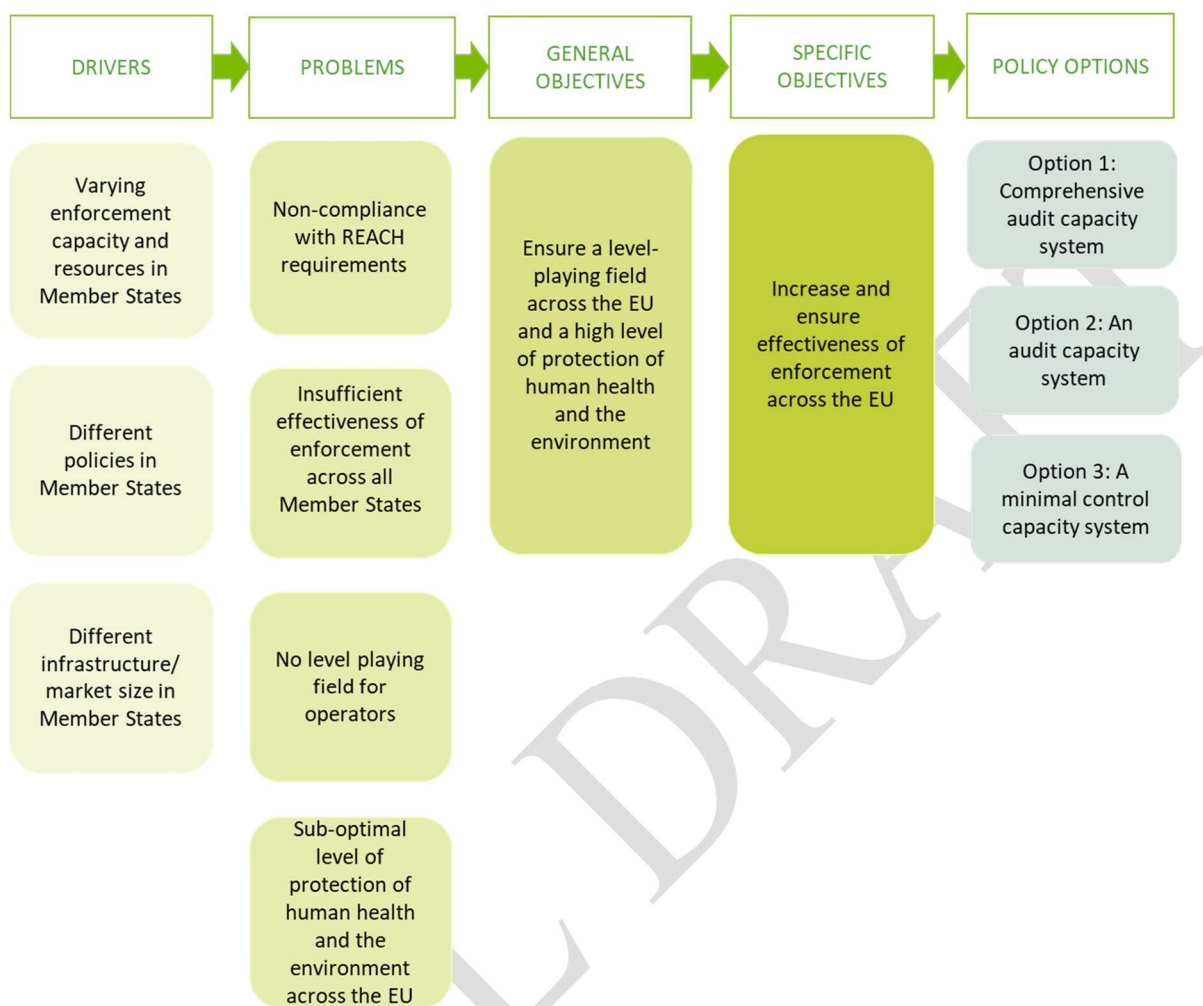 DRIVERS
PROBLEMS
GENERAL
OBJECTIVES
SPECIFIC
OBJECTIVES
POLICY OPTIONS
Varying
enforcement
capacity and
resources in
Member States
Different
policies in
Member States
Different
infrastructure/
market size in
Member States
Non-compliance
with REACH
requirements
Insufficient
effectiveness of
enforcement
across all
Member States
No level playing
field for
operators
Sub-optimal
level of
protection of
human health
and the
environment
across the EU
Ensure a level-
playing field
across the EU
and a high level
of protection of
human health
and the
environment
Increase and
ensure
effectiveness of
enforcement
across the EU
Option 1:
Comprehensive
audit capacity
system
Option 2: An
audit capacity
system
Option 3: A
minimal control
capacity system